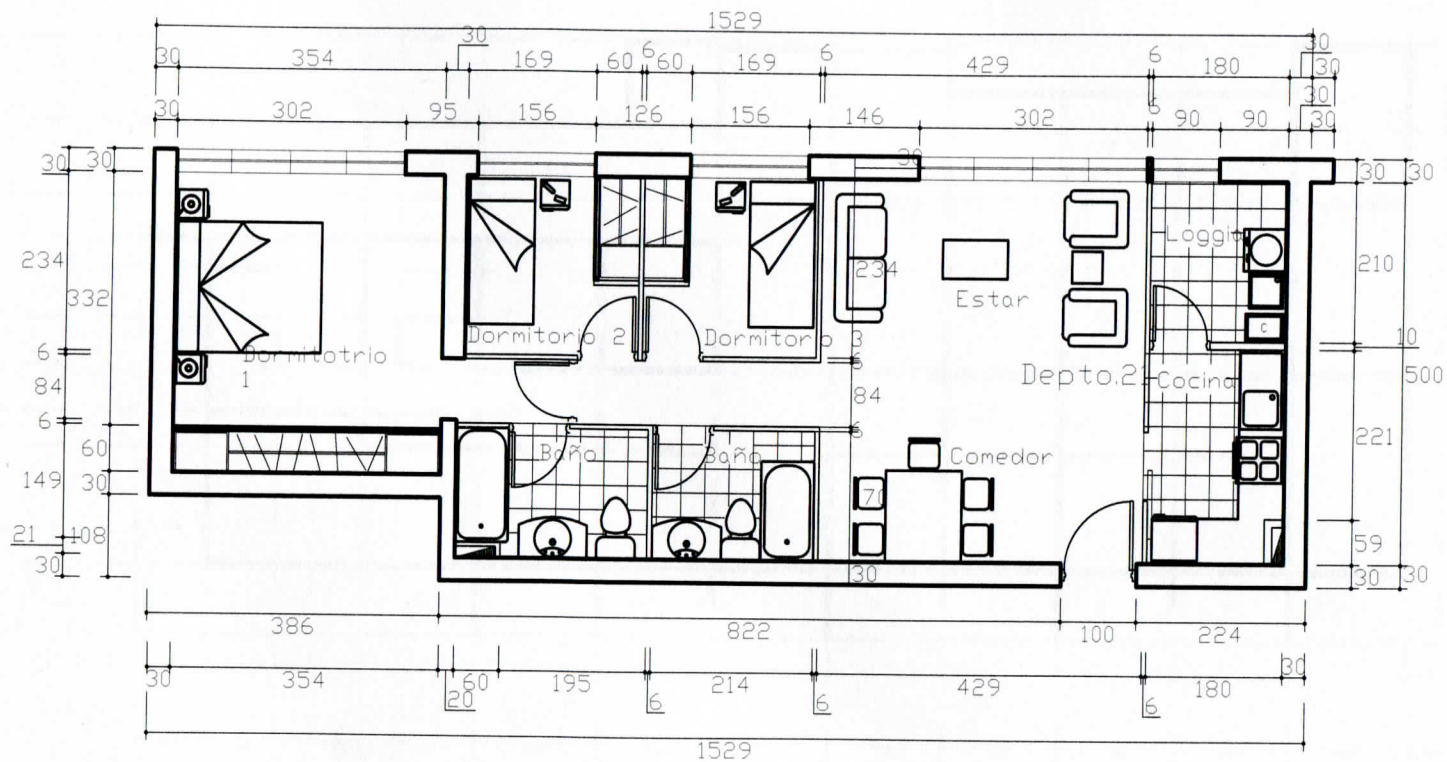 1529
30 354 30 169 60 6 60 169 6 429 6 180 30 30
30 302 95 156 126 156 146 302 6 90 90 30 30
30 30 30 30 30
Loggia
234 332 234 210
Estar
Dormitorio 2 Dormitorio 3
Dormitotrio
1
6 6 10
Depto.2 Cocina 500
84 84
6 6
60 Baño Baño Comedor 221
149 30 70
21 108 59
30 30 30 30
C
386 822 100 224
30 354 20 60 195 6 214 6 429 6 180 30
1529